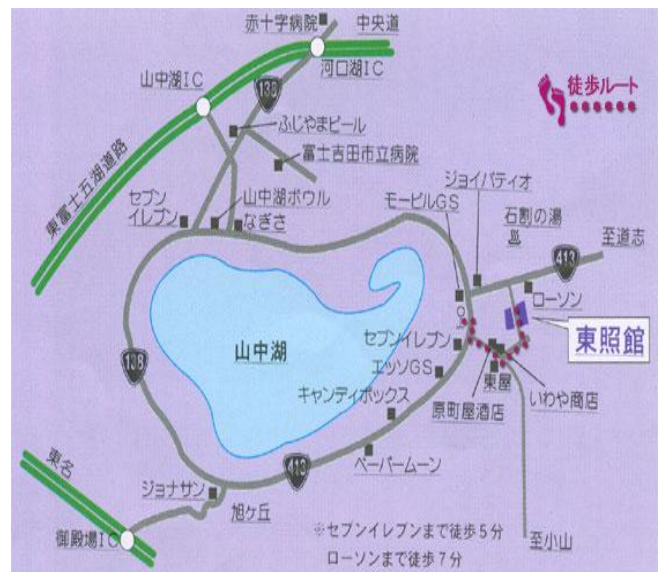 赤十字病院
中央道
山中湖IC
河口湖IC
138
徒歩ルート
ふじやまビール
富士吉田市立病院
東富士五湖道路
セブン
イレブン
山中湖ボウル
なぎさ
モービルGS
ジョイパティオ
石割の湯
至道志
413
ローソン
東照館
山中湖
セブンイレブン
エッソGS
キャンディボックス
東屋
原町屋酒店
いわや商店
138
ペーパームーン
413
東名
ジョナサン
旭ヶ丘
御殿場IC
※セブンイレブンまで徒歩5分
ローソンまで徒歩7分
至小山